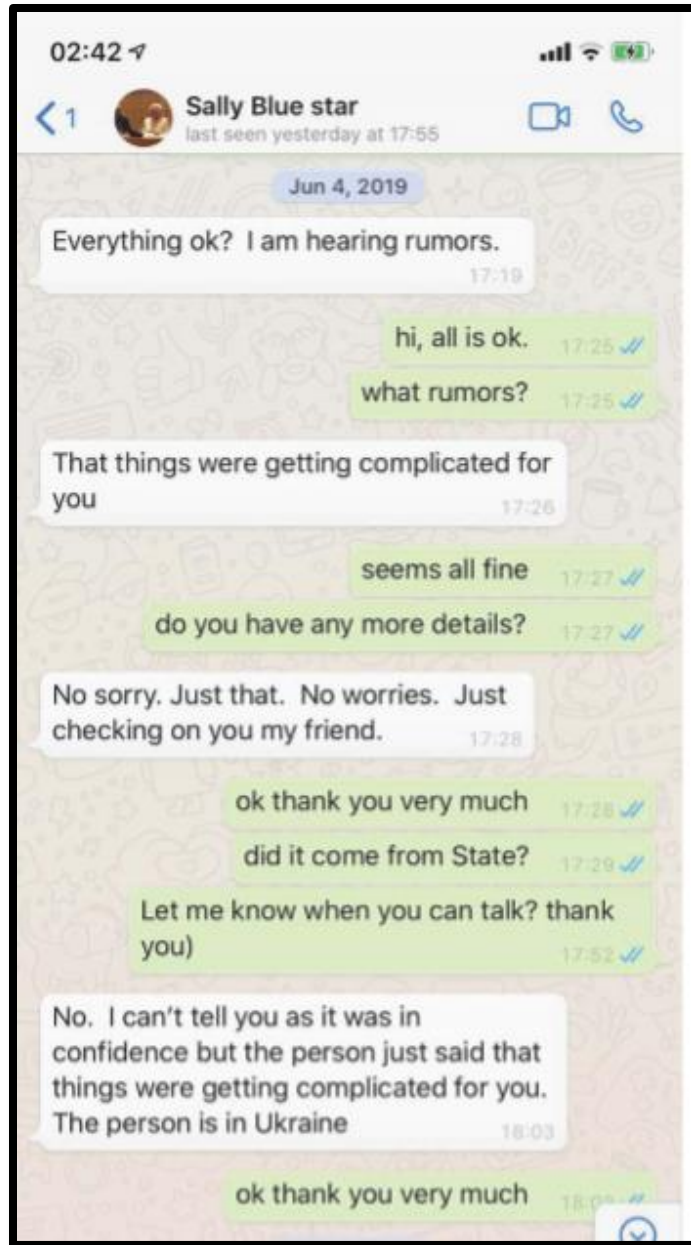 02:42
1
Sally Blue star
last seen yesterday at 17:55
Jun 4, 2019
Everything ok?  I am hearing rumors.
17:19
hi, all is ok.
17:25
what rumors?
17:25
That things were getting complicated for
you
17:26
seems all fine
17:27
do you have any more details?
17:27
No sorry. Just that.  No worries.  Just
checking on you my friend.
17:28
ok thank you very much
17:28
did it come from State?
17:29
Let me know when you can talk? thank
you)
17:52
No.  I can't tell you as it was in
confidence but the person just said that
things were getting complicated for you.
The person is in Ukraine
18:03
ok thank you very much